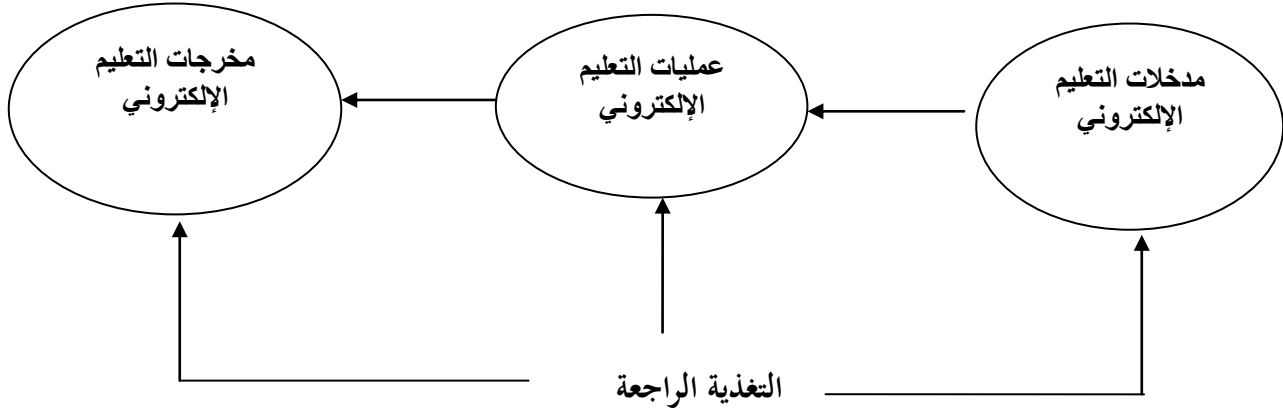 مدخلات التعليم
الإلكتروني
عمليات التعليم
الإلكتروني
مخرجات التعليم
الإلكتروني
التغذية الراجعة